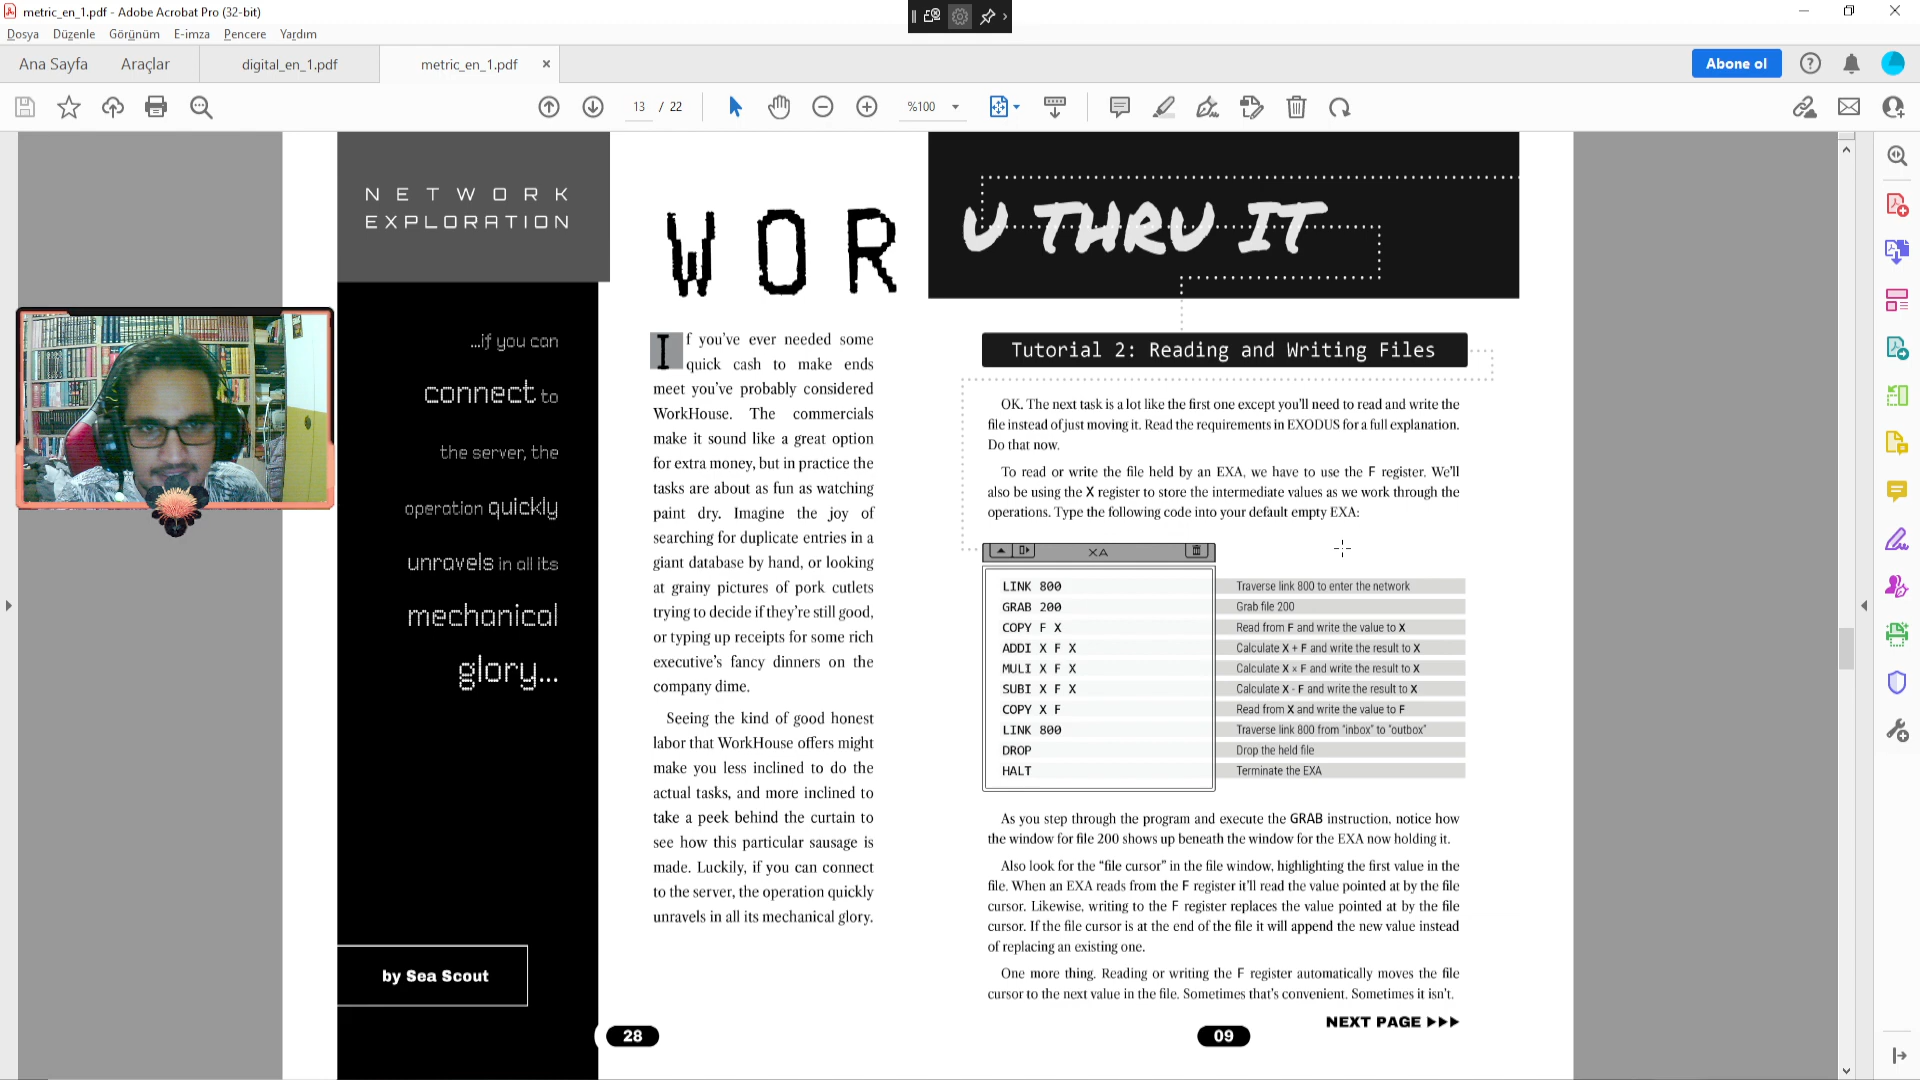 metric_en_1.pdf - Adobe Acrobat Pro (32-bit)
Dosya Düzenle Görünüm E-imza Pencere Yardım
Ana Sayfa Araçlar digital_en_1.pdf metric_en_1.pdf × Abone ol
13 / 22 %100
NETWORK
EXPLORATION
...if you can
connect to
the server, the
operation quickly
unravels in all its
mechanical
glory...
by Sea Scout
WOR
If you've ever needed some
quick cash to make ends
meet you've probably considered
WorkHouse. The commercials
make it sound like a great option
for extra money, but in practice the
tasks are about as fun as watching
paint dry. Imagine the joy of
searching for duplicate entries in a
giant database by hand, or looking
at grainy pictures of pork cutlets
trying to decide if they're still good,
or typing up receipts for some rich
executive's fancy dinners on the
company dime.
Seeing the kind of good honest
labor that WorkHouse offers might
make you less inclined to do the
actual tasks, and more inclined to
take a peek behind the curtain to
see how this particular sausage is
made. Luckily, if you can connect
to the server, the operation quickly
unravels in all its mechanical glory.
28
U THRU IT
Tutorial 2: Reading and Writing Files
OK. The next task is a lot like the first one except you'll need to read and write the
file instead of just moving it. Read the requirements in EXODUS for a full explanation.
Do that now.
To read or write the file held by an EXA, we have to use the F register. We'll
also be using the X register to store the intermediate values as we work through the
operations. Type the following code into your default empty EXA:
XA
LINK 800 Traverse link 800 to enter the network
GRAB 200 Grab file 200
COPY F X Read from F and write the value to X
ADDI X F X Calculate X + F and write the result to X
MULI X F X Calculate X × F and write the result to X
SUBI X F X Calculate X - F and write the result to X
COPY X F Read from X and write the value to F
LINK 800 Traverse link 800 from "inbox" to "outbox"
DROP Drop the held file
HALT Terminate the EXA
As you step through the program and execute the GRAB instruction, notice how
the window for file 200 shows up beneath the window for the EXA now holding it.
Also look for the "file cursor" in the file window, highlighting the first value in the
file. When an EXA reads from the F register it'll read the value pointed at by the file
cursor. Likewise, writing to the F register replaces the value pointed at by the file
cursor. If the file cursor is at the end of the file it will append the new value instead
of replacing an existing one.
One more thing. Reading or writing the F register automatically moves the file
cursor to the next value in the file. Sometimes that's convenient. Sometimes it isn't.
NEXT PAGE ▶▶▶
09